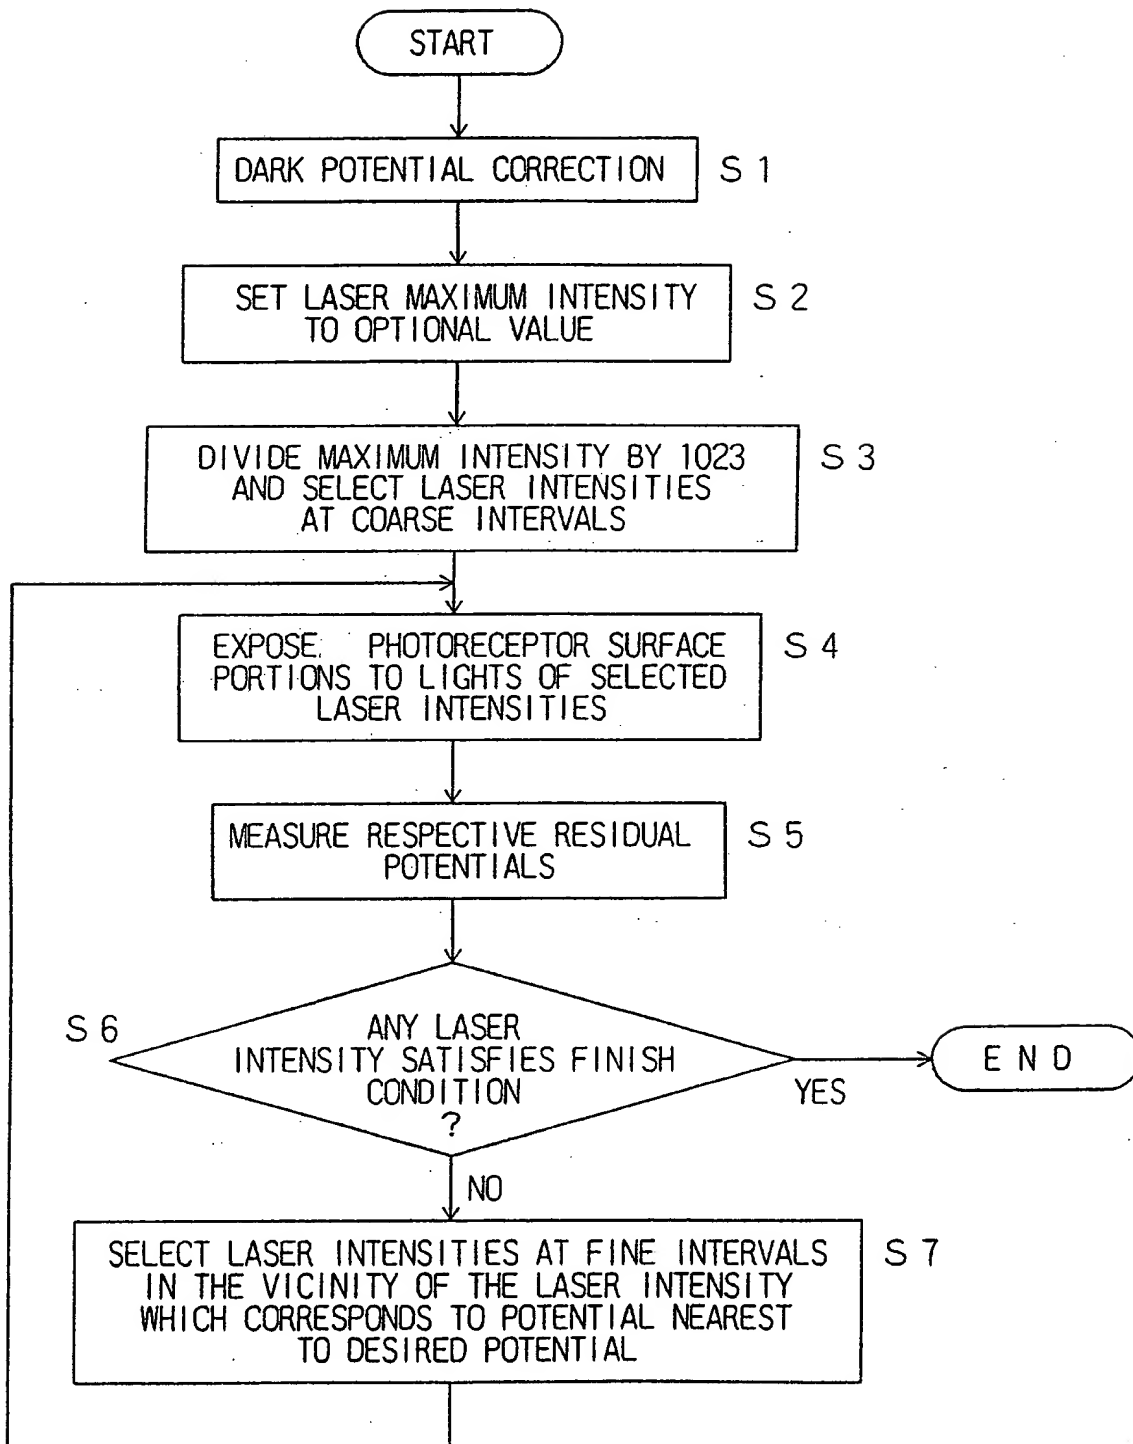 START
DARK POTENTIAL CORRECTION
S 1
SET LASER MAXIMUM INTENSITY
TO OPTIONAL VALUE
S 2
DIVIDE MAXIMUM INTENSITY BY 1023
AND SELECT LASER INTENSITIES
AT COARSE INTERVALS
S 3
EXPOSE PHOTORECEPTOR SURFACE
PORTIONS TO LIGHTS OF SELECTED
LASER INTENSITIES
S 4
MEASURE RESPECTIVE RESIDUAL
POTENTIALS
S 5
S 6
ANY LASER
INTENSITY SATISFIES FINISH
CONDITION
?
YES
END
NO
SELECT LASER INTENSITIES AT FINE INTERVALS
IN THE VICINITY OF THE LASER INTENSITY
WHICH CORRESPONDS TO POTENTIAL NEAREST
TO DESIRED POTENTIAL
S 7